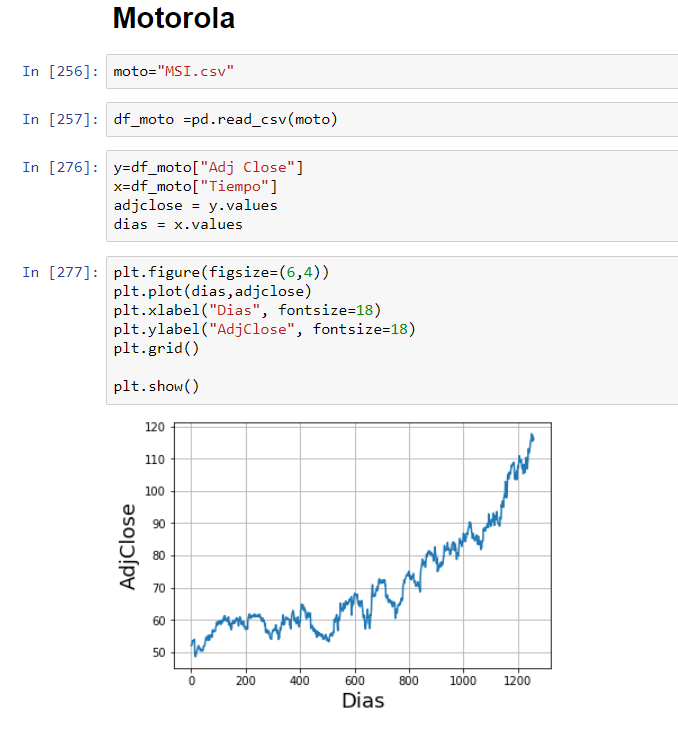 Motorola
In [256]: moto="MSI.csv"
In [257]: df_moto =pd.read_csv(moto)
In [276]: y=df_moto["Adj Close"]
x=df_moto["Tiempo"]
adjclose = y.values
dias = x.values
In [277]: plt.figure(figsize=(6,4))
plt.plot(dias,adjclose)
plt.xlabel("Dias", fontsize=18)
plt.ylabel("AdjClose", fontsize=18)
plt.grid()
plt.show()
120
110
100
90
80
70
60
50
AdjClose
0 200 400 600 800 1000 1200
Dias